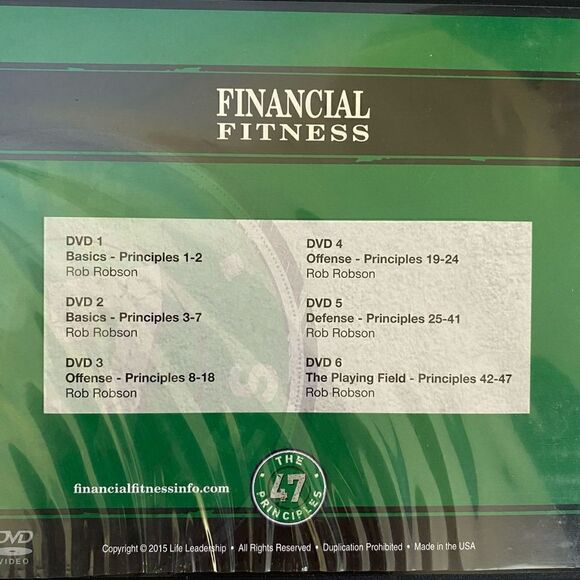 FINANCIAL
FITNESS
DVD 1
Basics - Principles 1-2
Rob Robson
DVD 2
Basics - Principles 3-7
Rob Robson
DVD 3
Offense - Principles 8-18
Rob Robson
DVD 4
Offense - Principles 19-24
Rob Robson
DVD 5
Defense - Principles 25-41
Rob Robson
DVD 6
The Playing Field - Principles 42-47
Rob Robson
financialfitnessinfo.com
THE
47
PRINCIPLES
DVD
VIDEO
Copyright © 2015 Life Leadership • All Rights Reserved • Duplication Prohibited • Made in the USA